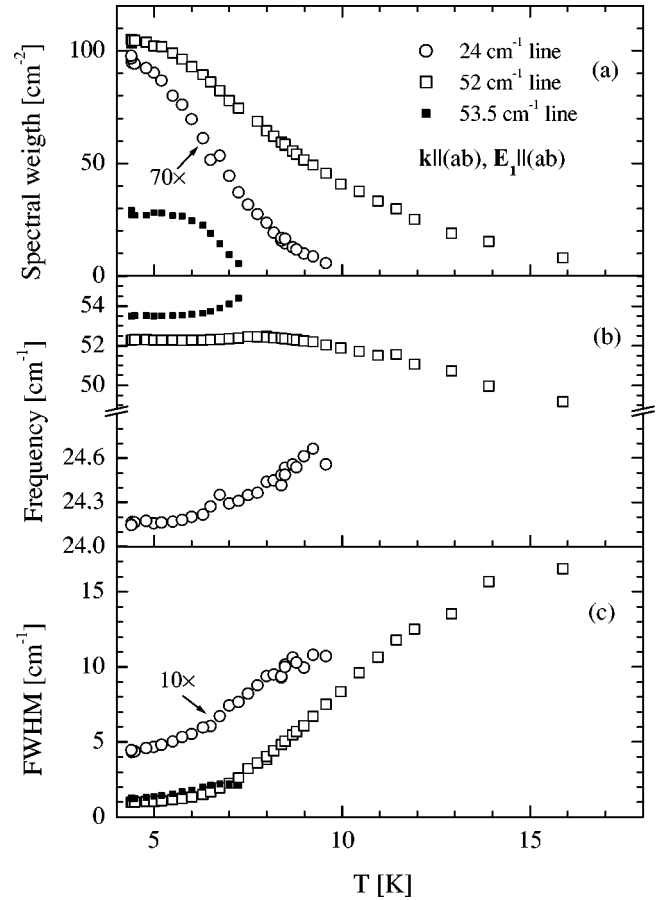 100
50
0
Spectral weigth [cm⁻²]
24 cm⁻¹ line
52 cm⁻¹ line
53.5 cm⁻¹ line
(a)
k||(ab), E₁||(ab)
70×
54
52
50
24.6
24.3
24.0
Frequency [cm⁻¹]
(b)
15
10
5
0
FWHM [cm⁻¹]
(c)
10×
5
10
15
T [K]